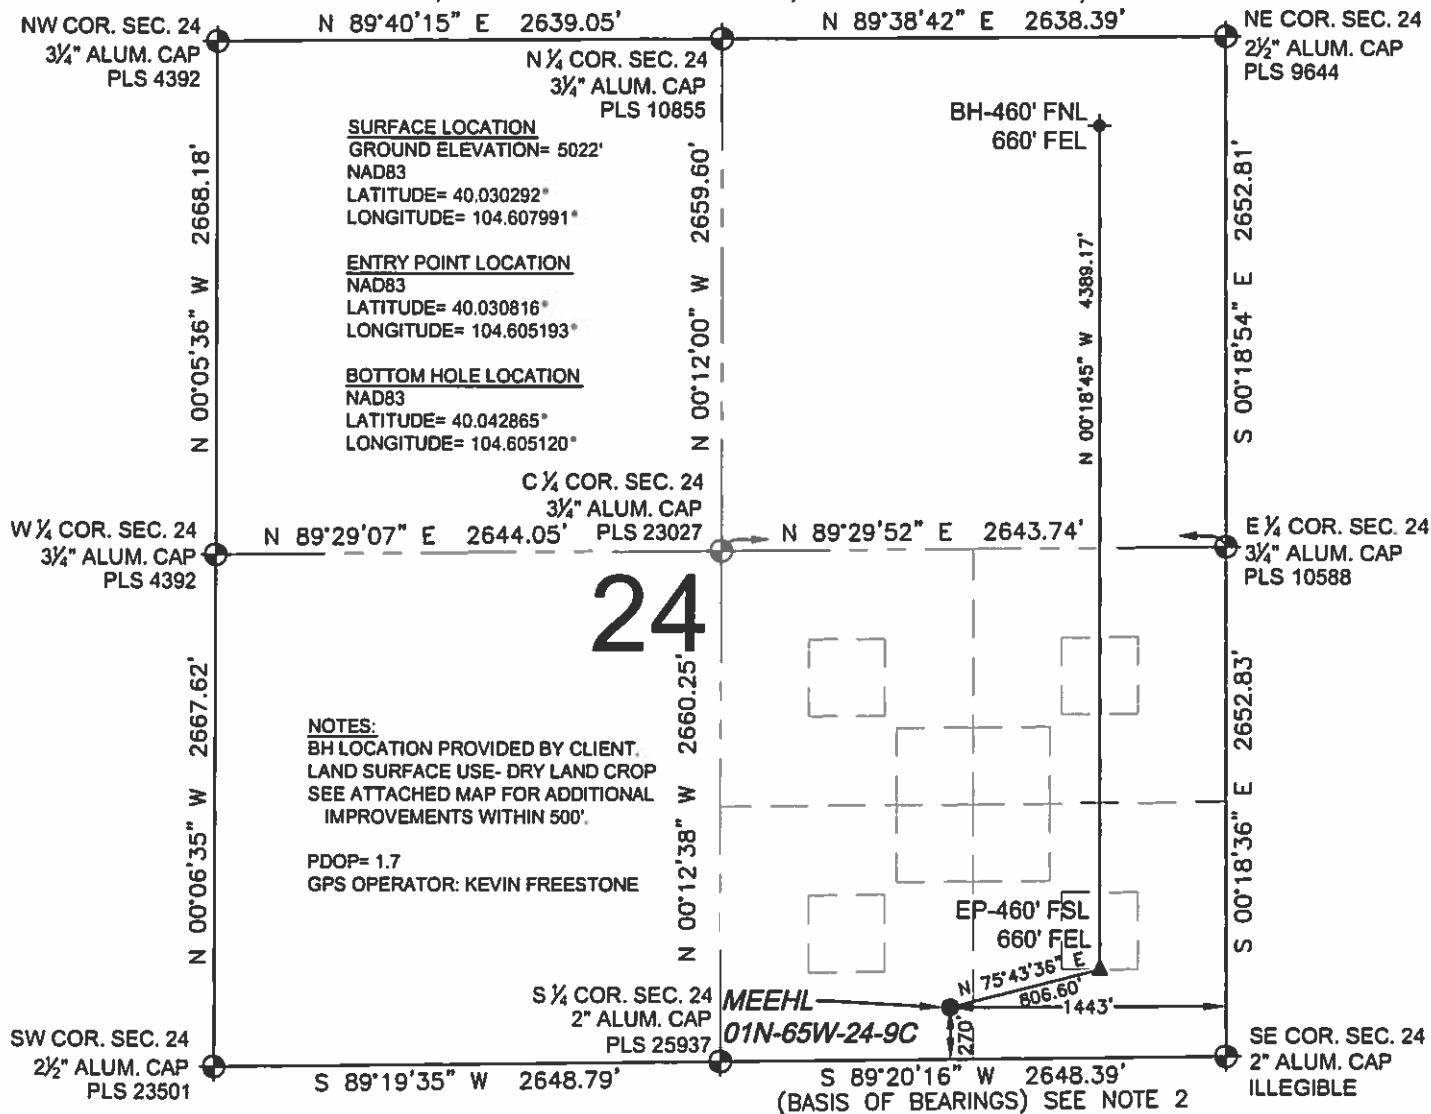 N 89°40'15" E 2639.05'
N 89°38'42" E 2638.39'
NW COR. SEC. 24
3¼" ALUM. CAP
PLS 4392
N ¼ COR. SEC. 24
3¼" ALUM. CAP
PLS 10855
NE COR. SEC. 24
2½" ALUM. CAP
PLS 9644
BH-460' FNL
660' FEL
SURFACE LOCATION
GROUND ELEVATION= 5022'
NAD83
LATITUDE= 40.030292°
LONGITUDE= 104.607991°
ENTRY POINT LOCATION
NAD83
LATITUDE= 40.030816°
LONGITUDE= 104.605193°
BOTTOM HOLE LOCATION
NAD83
LATITUDE= 40.042865°
LONGITUDE= 104.605120°
N 00°05'36" W 2668.18'
N 00°12'00" W 2659.60'
N 00°18'45" W 4389.17'
S 00°18'54" E 2652.81'
C ¼ COR. SEC. 24
3¼" ALUM. CAP
PLS 23027
W ¼ COR. SEC. 24
3¼" ALUM. CAP
PLS 4392
N 89°29'07" E 2644.05'
N 89°29'52" E 2643.74'
E ¼ COR. SEC. 24
3¼" ALUM. CAP
PLS 10588
24
NOTES:
BH LOCATION PROVIDED BY CLIENT.
LAND SURFACE USE- DRY LAND CROP
SEE ATTACHED MAP FOR ADDITIONAL
IMPROVEMENTS WITHIN 500'.
PDOP= 1.7
GPS OPERATOR: KEVIN FREESTONE
N 00°06'35" W 2667.62'
N 00°12'38" W 2660.25'
S 00°18'36" E 2652.83'
EP-460' FSL
660' FEL
N 75°43'36" E
806.60'
1443'
270'
MEEHL
01N-65W-24-9C
S ¼ COR. SEC. 24
2" ALUM. CAP
PLS 25937
SW COR. SEC. 24
2½" ALUM. CAP
PLS 23501
SE COR. SEC. 24
2" ALUM. CAP
ILLEGIBLE
S 89°19'35" W 2648.79'
S 89°20'16" W 2648.39'
(BASIS OF BEARINGS) SEE NOTE 2